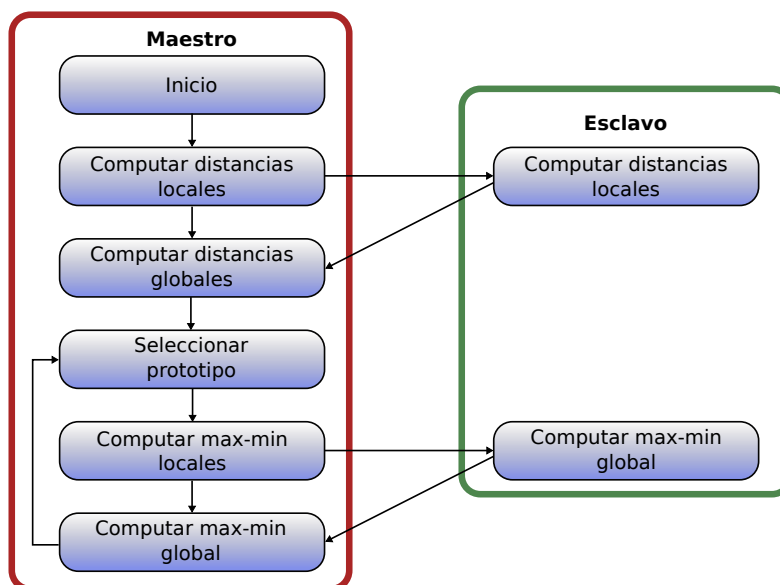 Maestro
Inicio
Computar distancias
locales
Computar distancias
globales
Seleccionar
prototipo
Computar max-min
locales
Computar max-min
global
Esclavo
Computar distancias
locales
Computar max-min
global